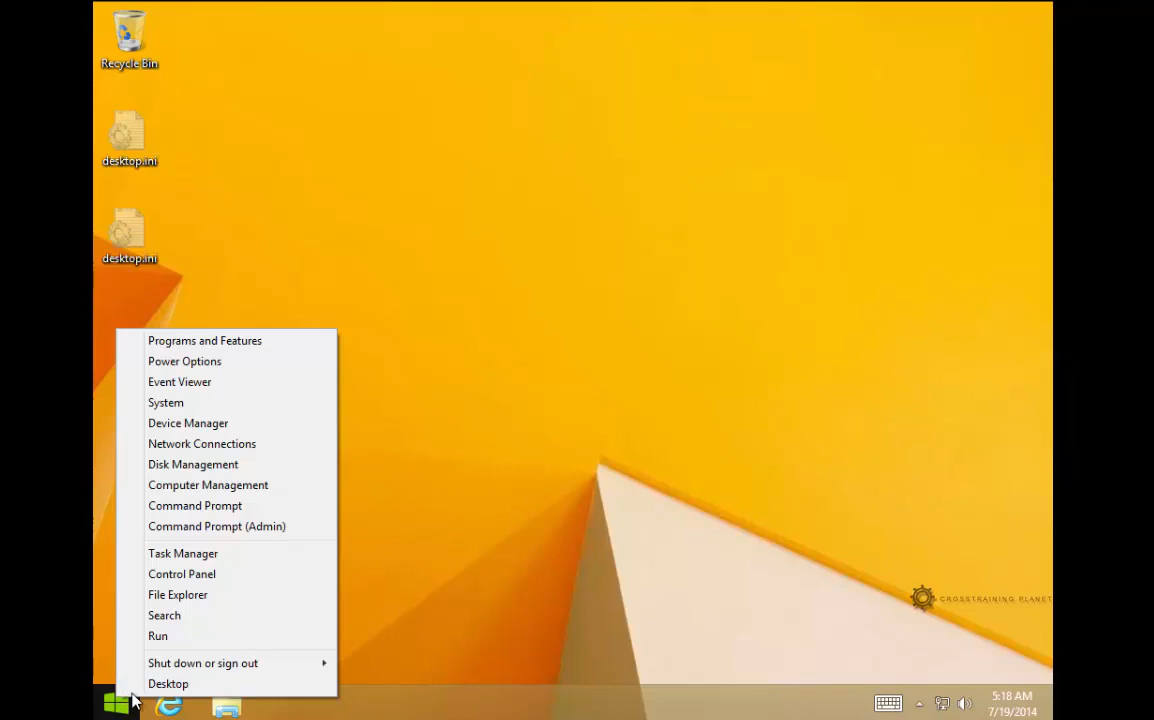 Recycle Bin
desktop.ini
desktop.ini
Programs and Features
Power Options
Event Viewer
System
Device Manager
Network Connections
Disk Management
Computer Management
Command Prompt
Command Prompt (Admin)
Task Manager
Control Panel
File Explorer
Search
Run
Shut down or sign out
Desktop
CROSSTRAINING PLANET
5:18 AM
7/19/2014